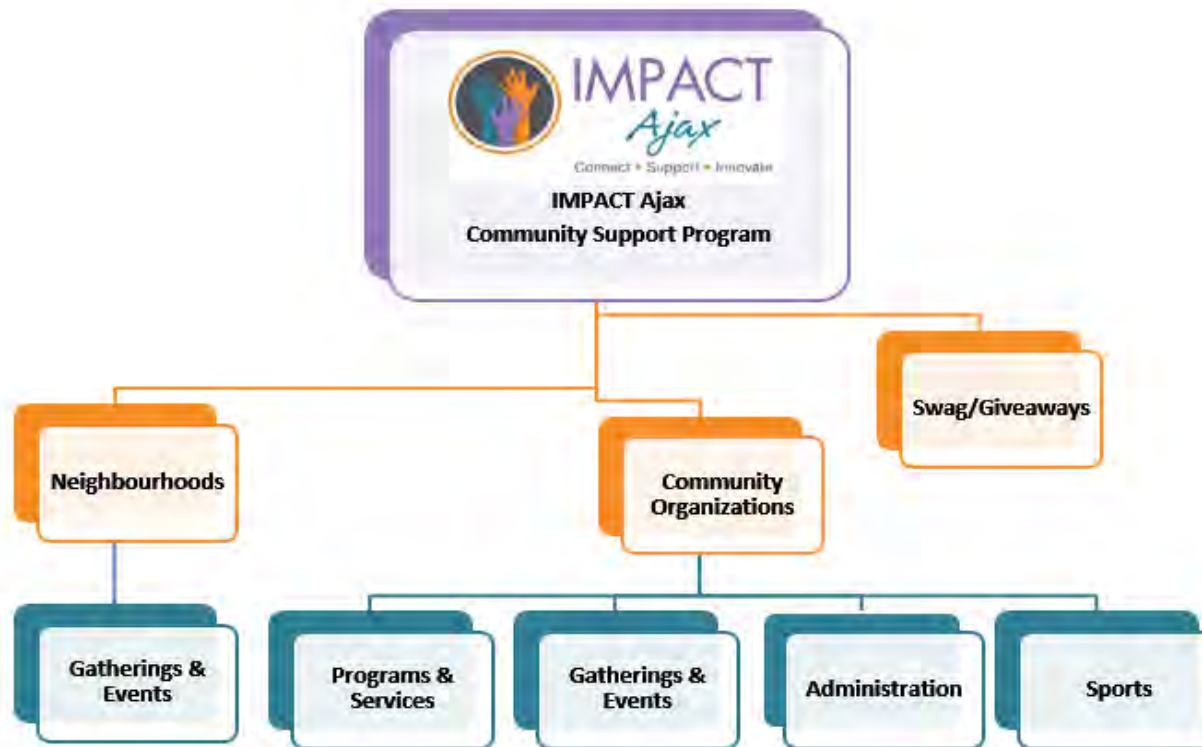 IMPACT
Ajax
Connect • Support • Innovate
IMPACT Ajax
Community Support Program
Swag/Giveaways
Neighbourhoods
Community
Organizations
Gatherings &
Events
Programs &
Services
Gatherings &
Events
Administration
Sports